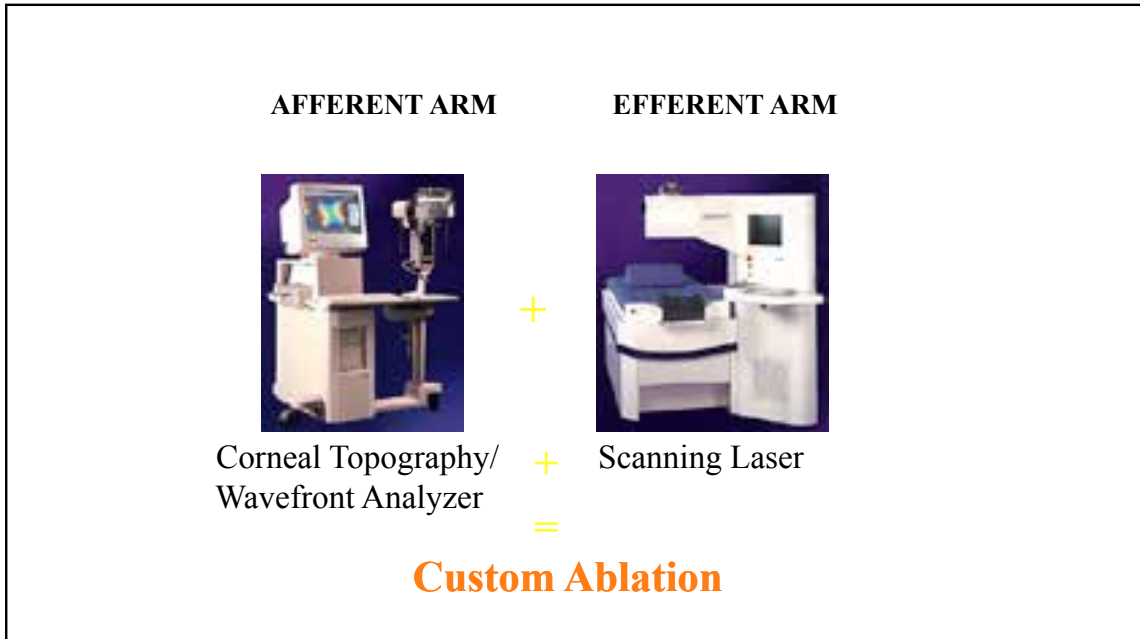 AFFERENT ARM EFFERENT ARM
+
Corneal Topography/ + Scanning Laser
Wavefront Analyzer
=
Custom Ablation